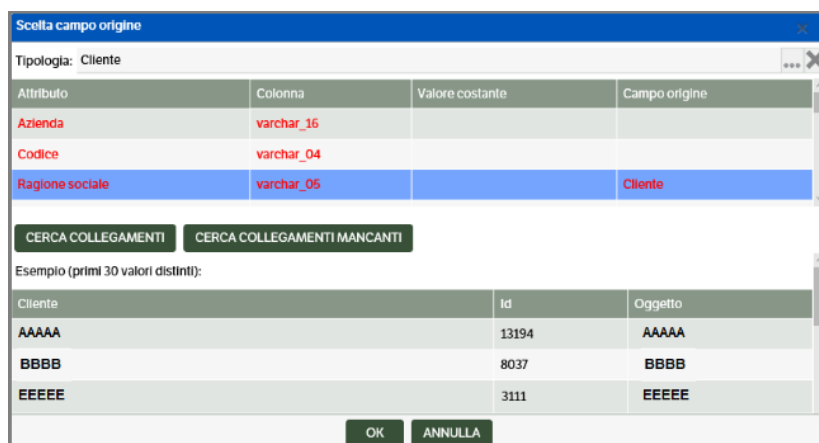 Scelta campo origine
Tipologia: Cliente ...
Attributo Colonna Valore costante Campo origine
Azienda varchar_16
Codice varchar_04
Ragione sociale varchar_05 Cliente
CERCA COLLEGAMENTI CERCA COLLEGAMENTI MANCANTI
Esempio (primi 30 valori distinti):
Cliente Id Oggetto
AAAAA 13194 AAAAA
BBBB 8037 BBBB
EEEEE 3111 EEEEE
OK ANNULLA